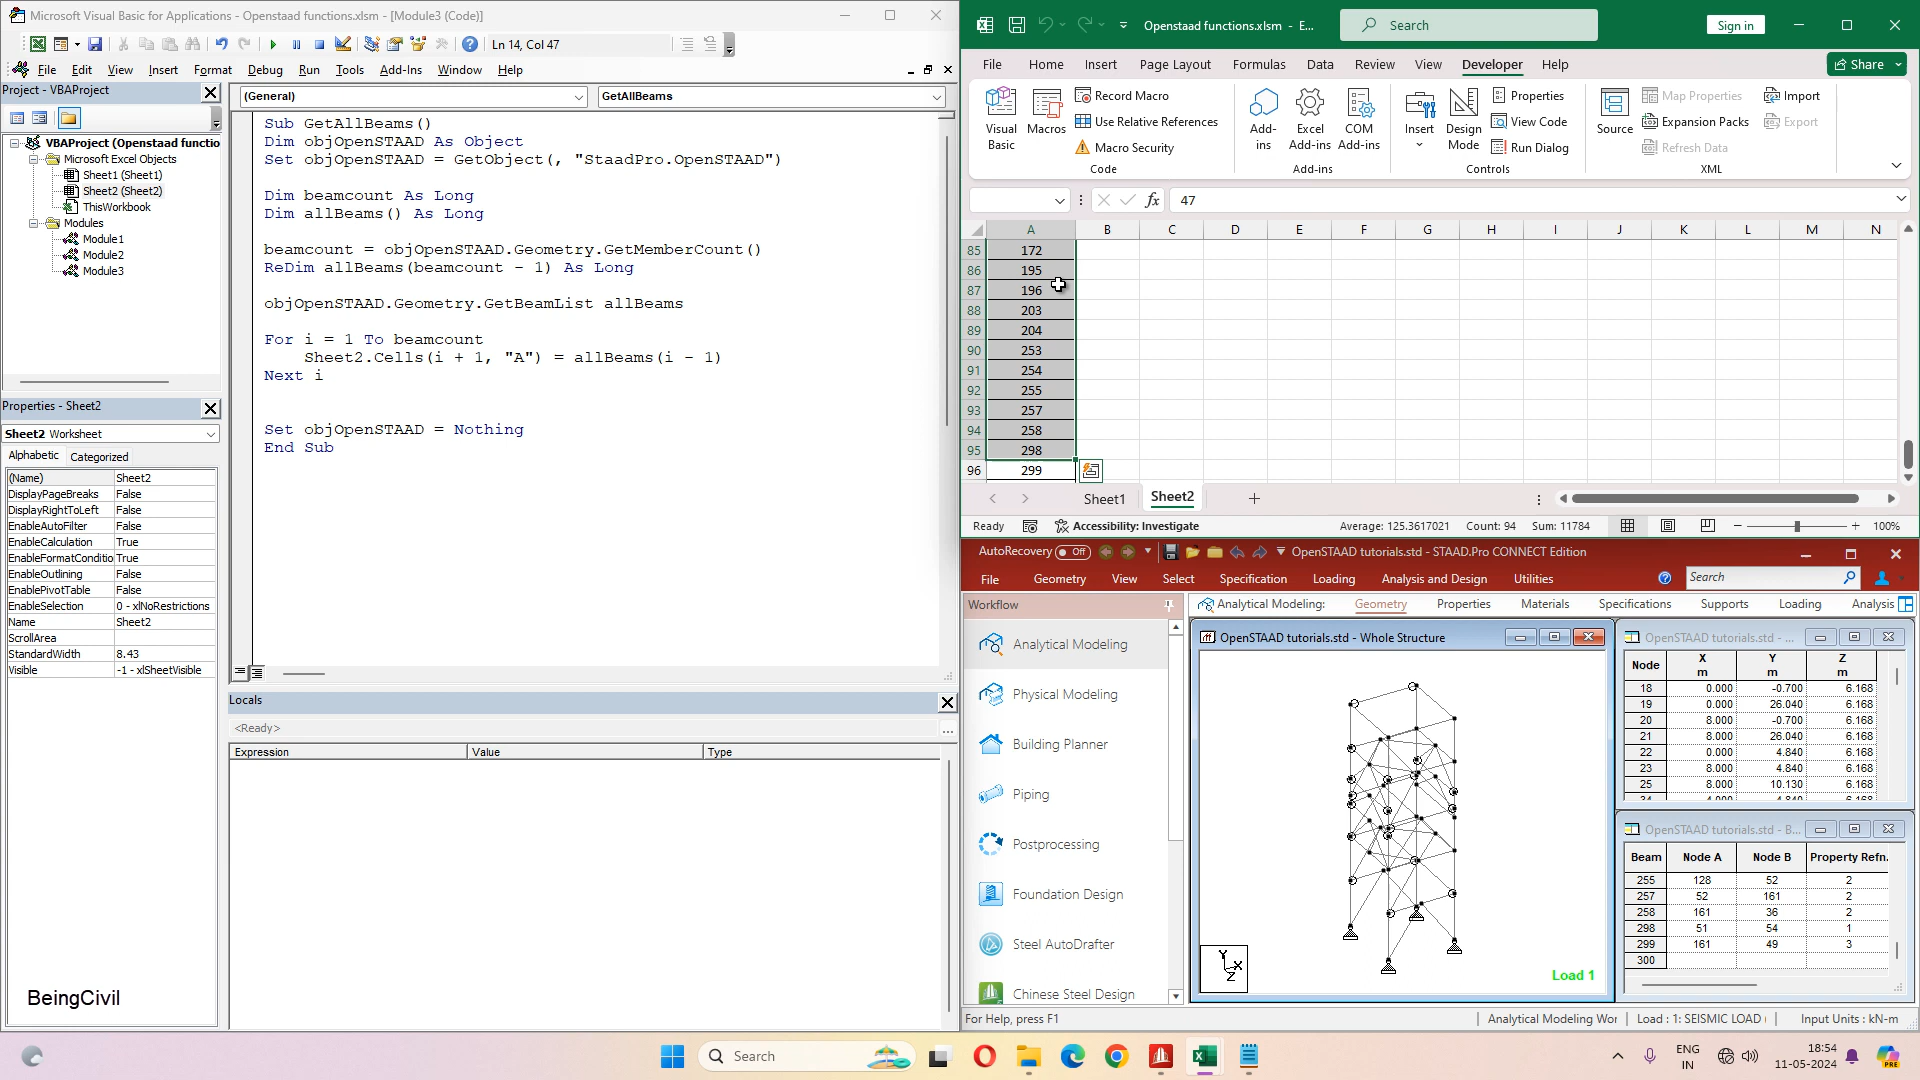 Microsoft Visual Basic for Applications - Openstaad functions.xlsm - [Module3 (Code)]
Ln 14, Col 47
File Edit View Insert Format Debug Run Tools Add-Ins Window Help
Project - VBAProject
VBAProject (Openstaad functio
Microsoft Excel Objects
Sheet1 (Sheet1)
Sheet2 (Sheet2)
ThisWorkbook
Modules
Module1
Module2
Module3
Properties - Sheet2
Sheet2 Worksheet
Alphabetic Categorized
(Name) Sheet2
DisplayPageBreaks False
DisplayRightToLeft False
EnableAutoFilter False
EnableCalculation True
EnableFormatConditio True
EnableOutlining False
EnablePivotTable False
EnableSelection 0 - xlNoRestrictions
Name Sheet2
ScrollArea
StandardWidth 8.43
Visible -1 - xlSheetVisible
BeingCivil
(General) GetAllBeams
Sub GetAllBeams()
Dim objOpenSTAAD As Object
Set objOpenSTAAD = GetObject(, "StaadPro.OpenSTAAD")
Dim beamcount As Long
Dim allBeams() As Long
beamcount = objOpenSTAAD.Geometry.GetMemberCount()
ReDim allBeams(beamcount - 1) As Long
objOpenSTAAD.Geometry.GetBeamList allBeams
For i = 1 To beamcount
Sheet2.Cells(i + 1, "A") = allBeams(i - 1)
Next i
Set objOpenSTAAD = Nothing
End Sub
Locals
<Ready>
...
Expression Value Type
Openstaad functions.xlsm - E... Search Sign in
File Home Insert Page Layout Formulas Data Review View Developer Help Share
Visual Basic
Macros
Record Macro
Use Relative References
Macro Security
Code
Add-ins
Excel Add-ins
COM Add-ins
Add-ins
Insert
Design Mode
Properties
View Code
Run Dialog
Controls
Source
Map Properties
Expansion Packs
Refresh Data
Import
Export
XML
fx 47
A B C D E F G H I J K L M N
85 172
86 195
87 196
88 203
89 204
90 253
91 254
92 255
93 257
94 258
95 298
96 299
Sheet1 Sheet2
Ready Accessibility: Investigate Average: 125.3617021 Count: 94 Sum: 11784 100%
AutoRecovery Off OpenSTAAD tutorials.std - STAAD.Pro CONNECT Edition
File Geometry View Select Specification Loading Analysis and Design Utilities Search
Workflow
Analytical Modeling
Physical Modeling
Building Planner
Piping
Postprocessing
Foundation Design
Steel AutoDrafter
Chinese Steel Design
Analytical Modeling: Geometry Properties Materials Specifications Supports Loading Analysis
OpenSTAAD tutorials.std - Whole Structure
Y
X
Z
Load 1
OpenSTAAD tutorials.std - ...
Node X m Y m Z m
18 0.000 -0.700 6.168
19 0.000 26.040 6.168
20 8.000 -0.700 6.168
21 8.000 26.040 6.168
22 0.000 4.840 6.168
23 8.000 4.840 6.168
25 8.000 10.130 6.168
OpenSTAAD tutorials.std - B...
Beam Node A Node B Property Refn.
255 128 52 2
257 52 161 2
258 161 36 2
298 51 54 1
299 161 49 3
300
For Help, press F1 Analytical Modeling Wor Load : 1: SEISMIC LOAD Input Units : kN-m
Search
ENG
IN
18:54
11-05-2024
PRE